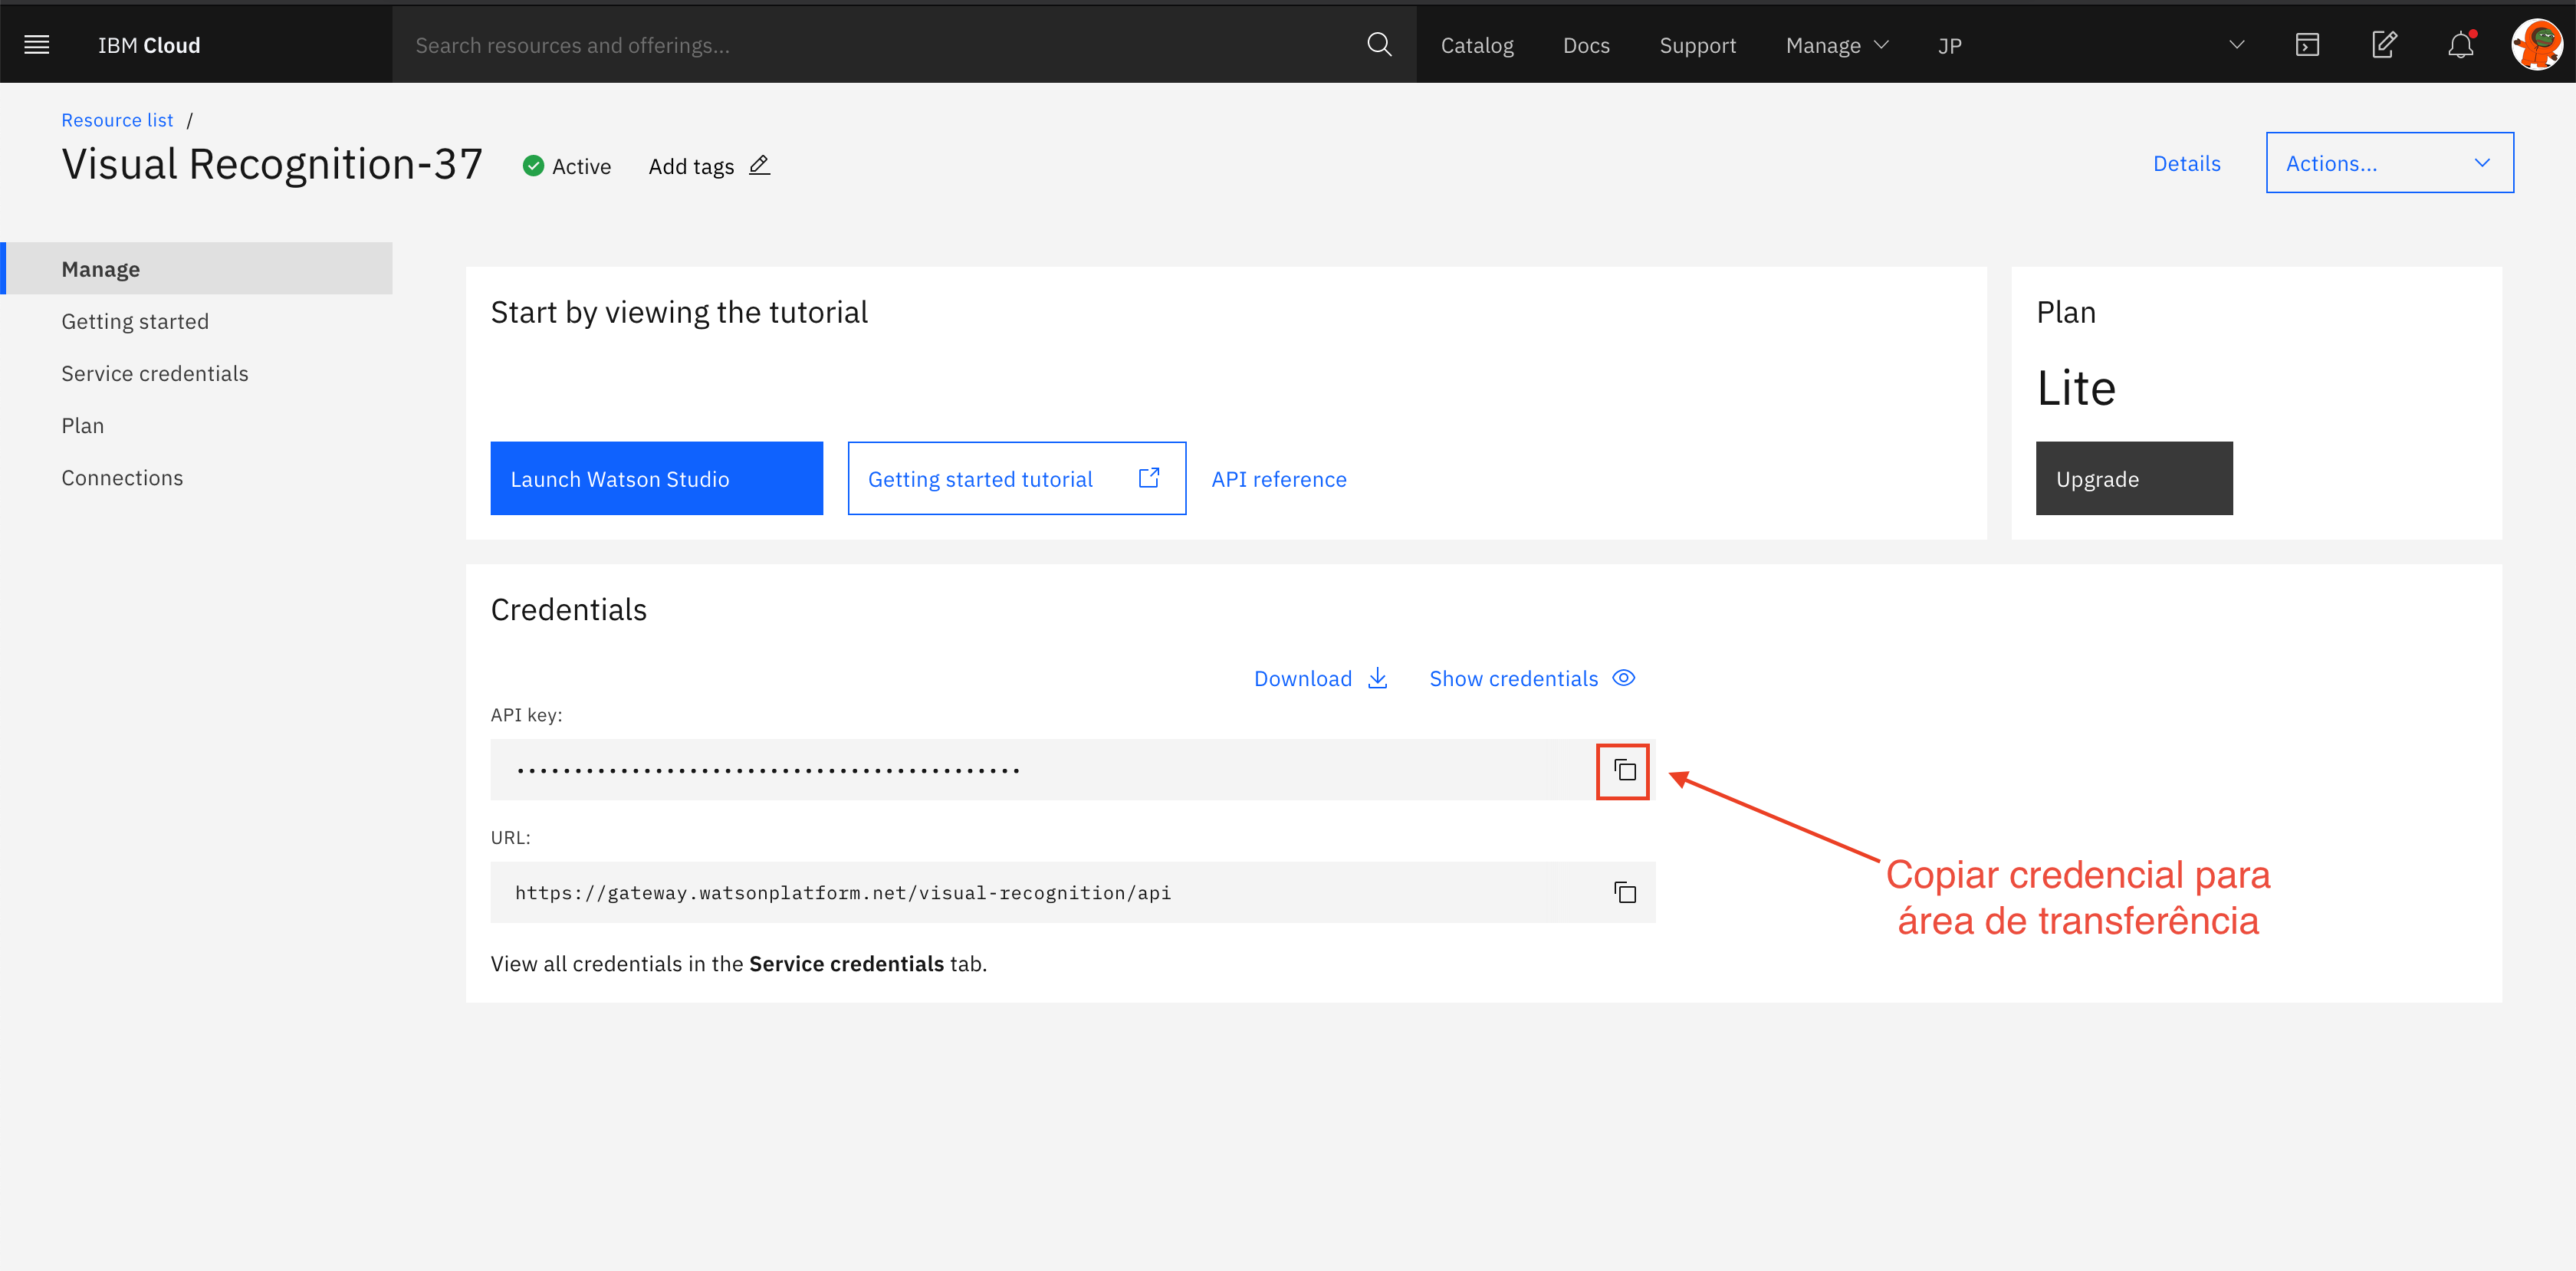 IBM Cloud
Search resources and offerings...
Catalog
Docs
Support
Manage
JP
Resource list /
Visual Recognition-37
Active
Add tags
Details
Actions...
Manage
Getting started
Service credentials
Plan
Connections
Start by viewing the tutorial
Launch Watson Studio
Getting started tutorial
API reference
Plan
Lite
Upgrade
Credentials
Download
Show credentials
API key:
•••••••••••••••••••••••••••••••••••••••••••• 
URL:
https://gateway.watsonplatform.net/visual-recognition/api
View all credentials in the Service credentials tab.
Copiar credencial para
área de transferência